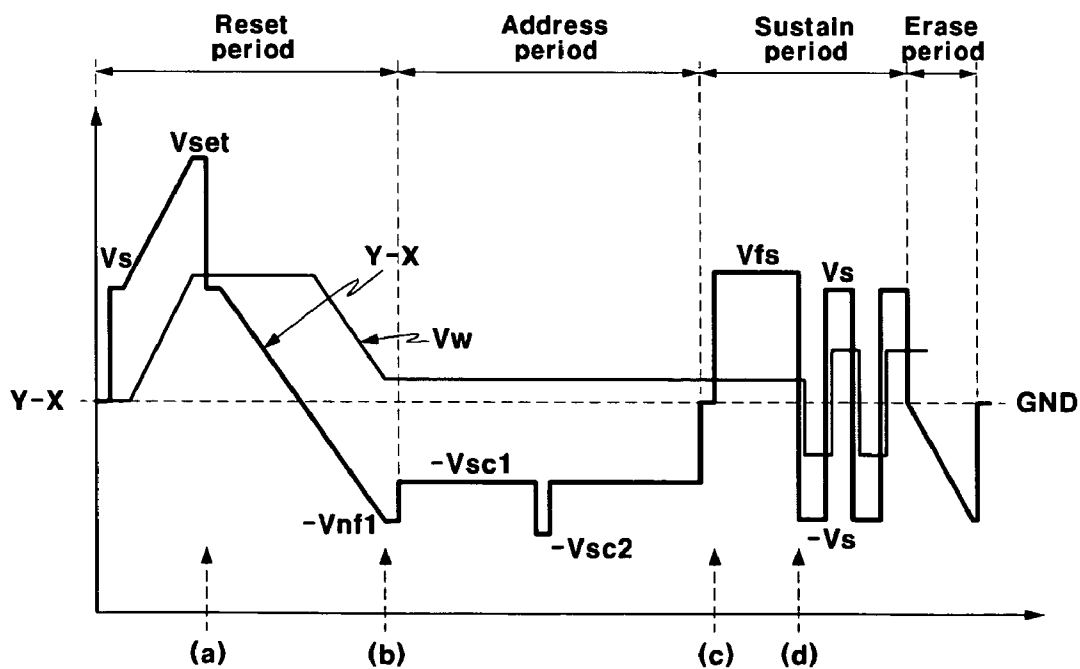 Reset
period
Address
period
Sustain
period
Erase
period
Vset
Vs
Y-X
Vfs
Vs
Vw
Y-X
GND
-Vsc1
-Vnf1
-Vsc2
-Vs
(a)
(b)
(c)
(d)